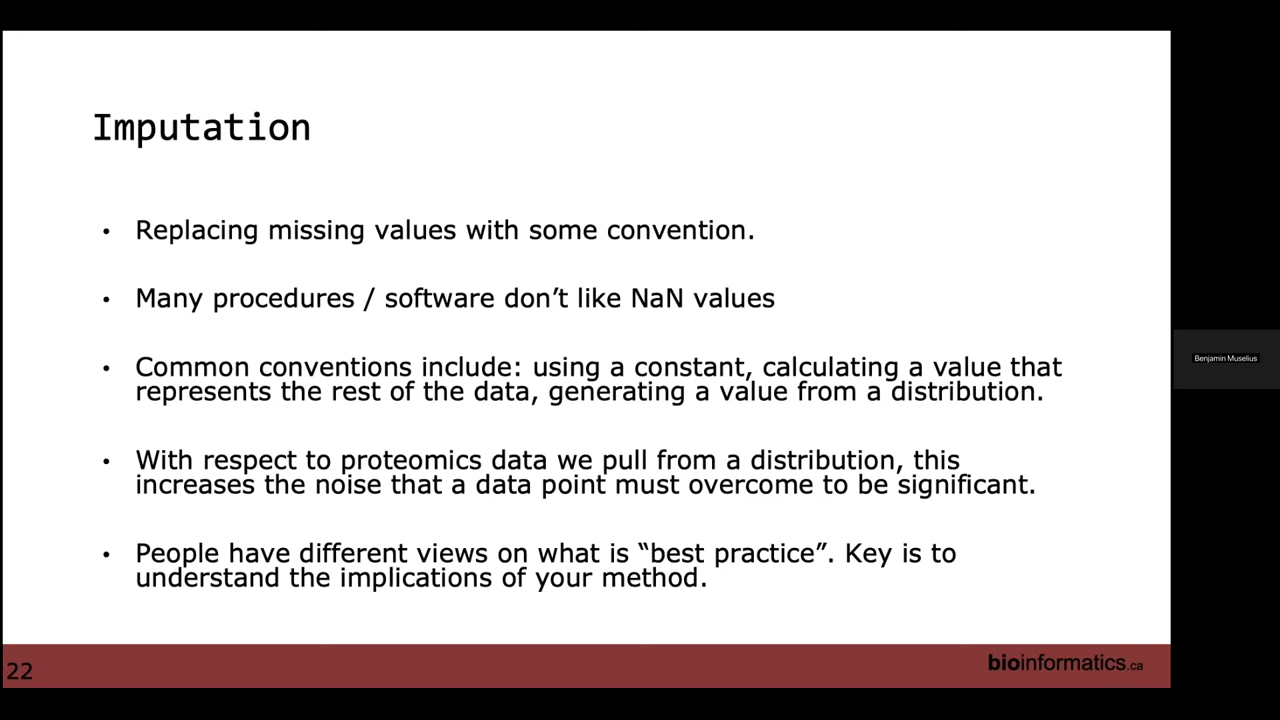 Imputation
• Replacing missing values with some convention.
• Many procedures / software don’t like NaN values
• Common conventions include: using a constant, calculating a value that
represents the rest of the data, generating a value from a distribution.
• With respect to proteomics data we pull from a distribution, this
increases the noise that a data point must overcome to be significant.
• People have different views on what is “best practice”. Key is to
understand the implications of your method.
Benjamin Muselius
22
bioinformatics.ca